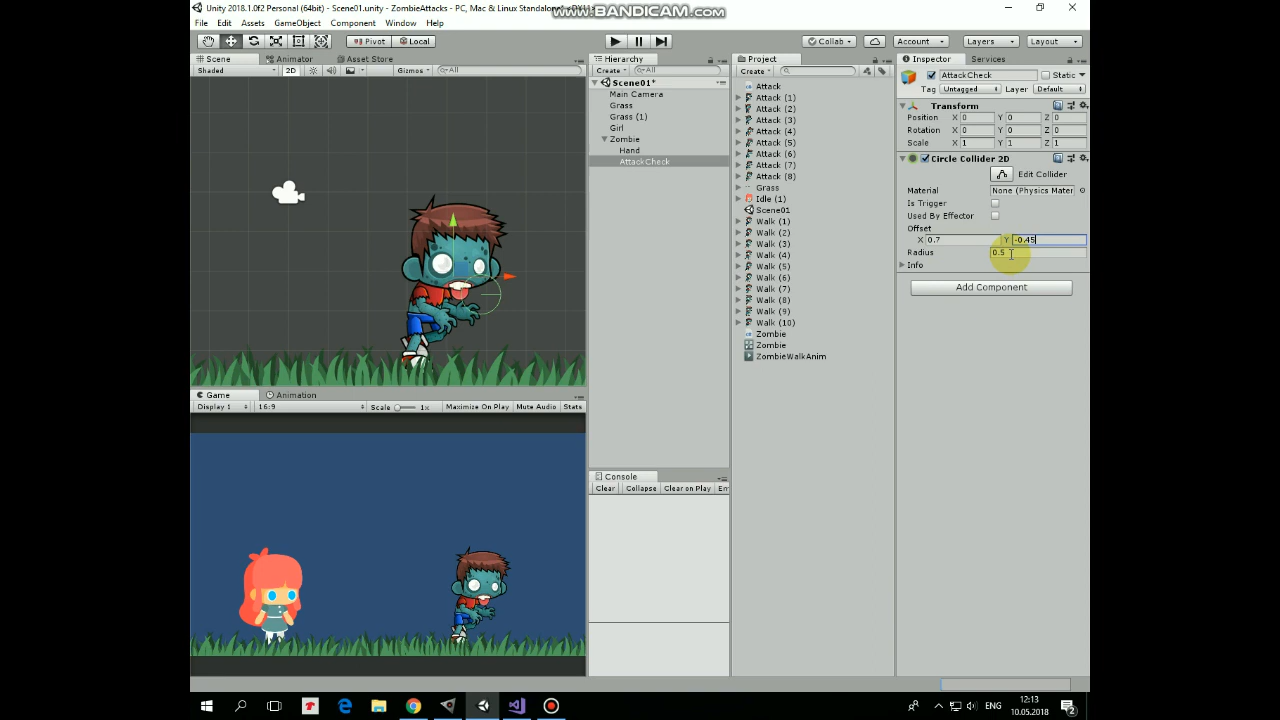 Unity 2018.1.0f2 Personal (64bit) - Scene01.unity - ZombieAttacks - PC, Mac & Linux Standalone
www.BANDICAM.com
File Edit Assets GameObject Component Window Help
Pivot Local Collab Account Layers Layout
Scene Animator Asset Store
Shaded 2D Gizmos All
Hierarchy
Create All
Scene01*
Main Camera
Grass
Grass (1)
Girl
Zombie
Hand
AttackCheck
Project
Create
Attack
Attack (1)
Attack (2)
Attack (3)
Attack (4)
Attack (5)
Attack (6)
Attack (7)
Attack (8)
Grass
Idle (1)
Scene01
Walk (1)
Walk (2)
Walk (3)
Walk (4)
Walk (5)
Walk (6)
Walk (7)
Walk (8)
Walk (9)
Walk (10)
Zombie
Zombie
ZombieWalkAnim
Inspector Services
AttackCheck Static
Tag Untagged Layer Default
Transform
Position X 0 Y 0 Z 0
Rotation X 0 Y 0 Z 0
Scale X 1 Y 1 Z 1
Circle Collider 2D
Edit Collider
Material None (Physics Mater
Is Trigger
Used By Effector
Offset
X 0.7 Y -0.45
Radius 0.5
Info
Add Component
Game Animation
Display 1 16:9 Scale 1x Maximize On Play Mute Audio Stats
Console
Clear Collapse Clear on Play
ENG
12:13
10.05.2018
2